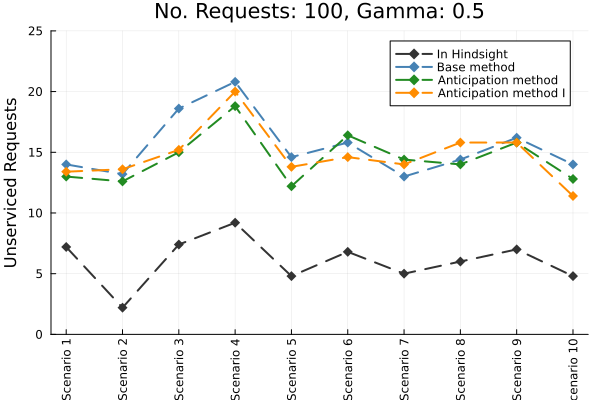 No. Requests: 100, Gamma: 0.5
Unserviced Requests
25
20
15
10
5
0
In Hindsight
Base method
Anticipation method
Anticipation method I
Scenario 1
Scenario 2
Scenario 3
Scenario 4
Scenario 5
Scenario 6
Scenario 7
Scenario 8
Scenario 9
cenario 10